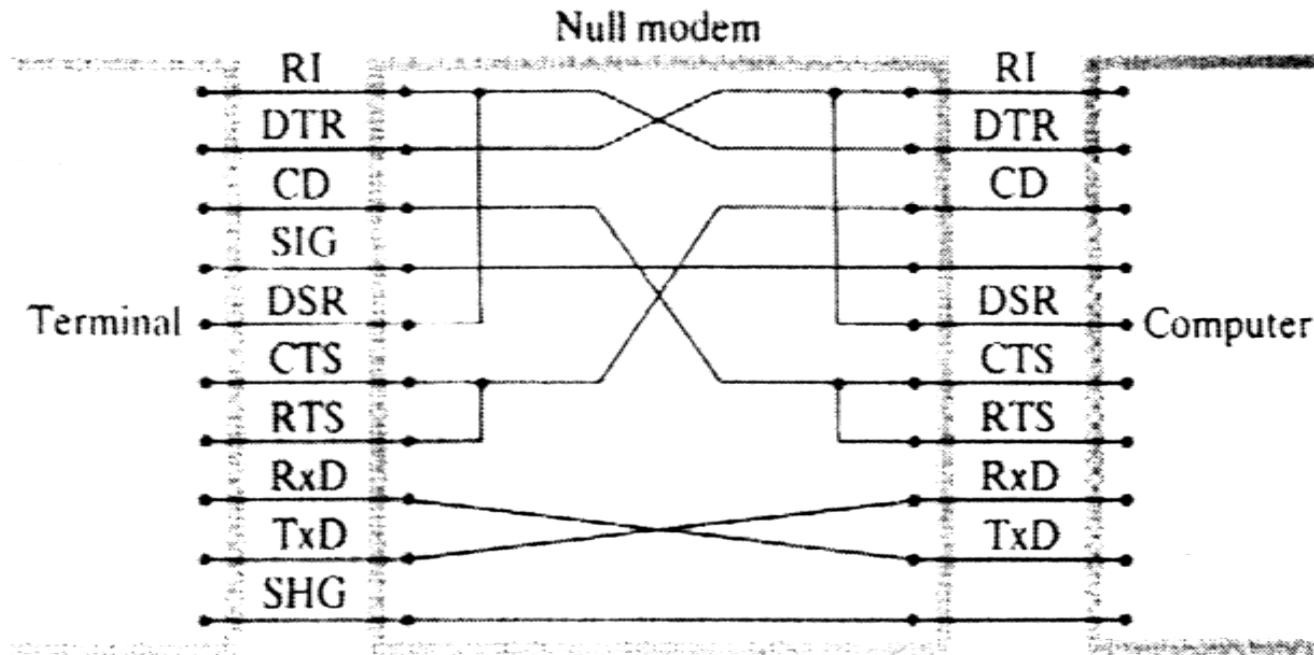 Null modem
RI RI
DTR DTR
CD CD
SIG
DSR DSR
Terminal Computer
CTS CTS
RTS RTS
RxD RxD
TxD TxD
SHG